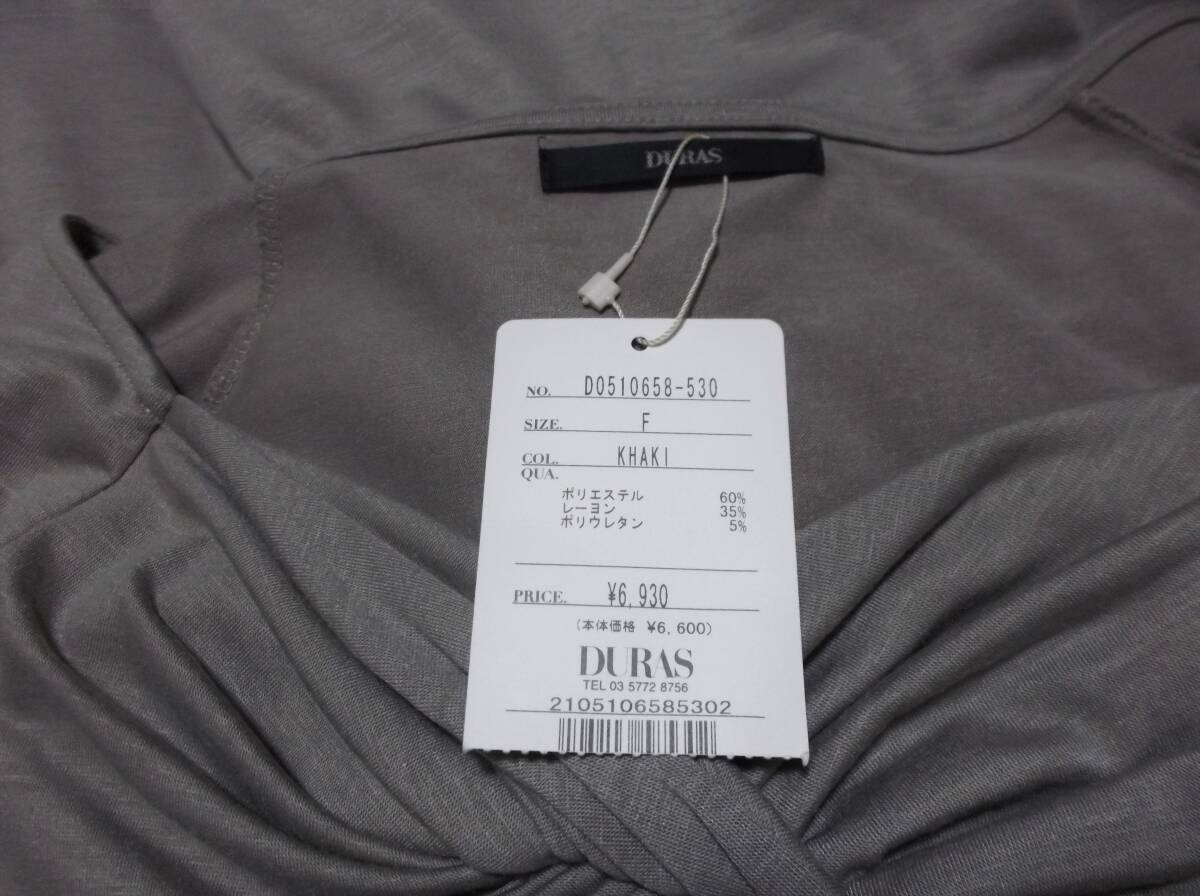 DURAS
NO. D0510658-530
SIZE. F
COL. KHAKI
QUA.
ポリエステル 60%
レーヨン 35%
ポリウレタン 5%
PRICE. ¥6,930
(本体価格 ¥6,600)
DURAS
TEL 03 5772 8756
2105106585302